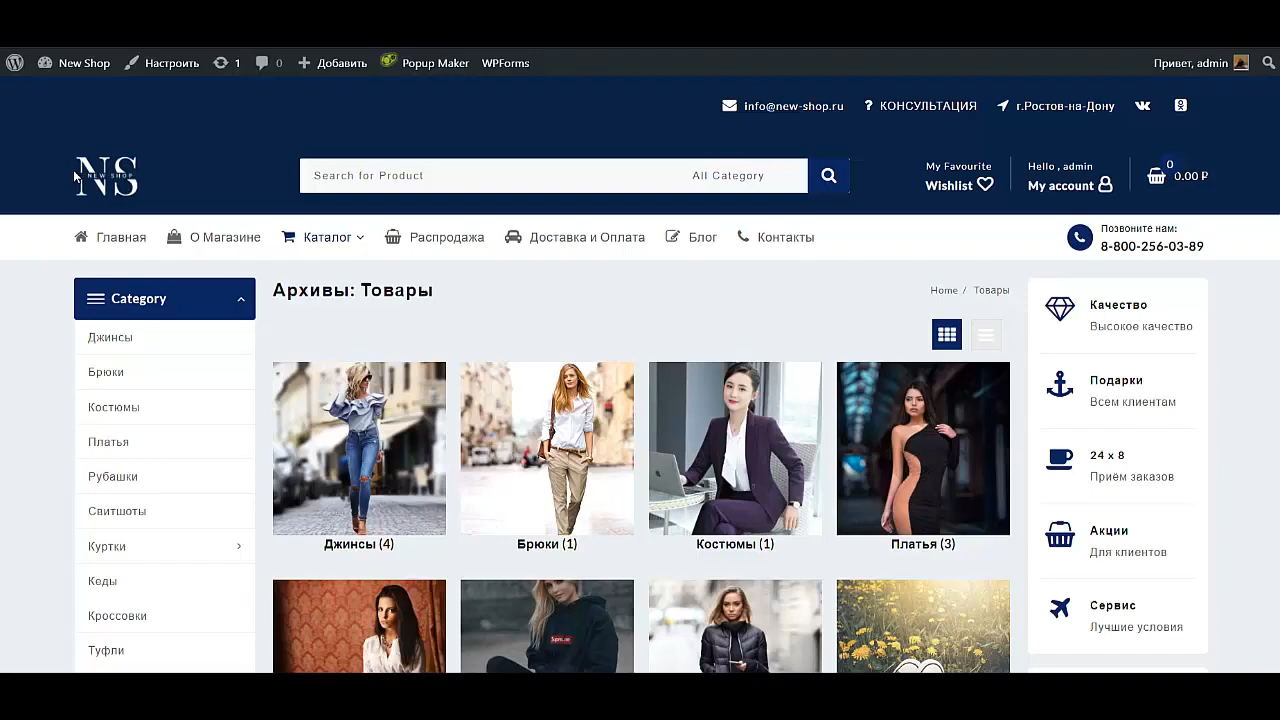 New Shop
Настроить
1
0
Добавить
Popup Maker
WPForms
Привет, admin
info@new-shop.ru
? КОНСУЛЬТАЦИЯ
г.Ростов-на-Дону
NS
NEW SHOP
Search for Product
All Category
My Favourite
Wishlist
Hello , admin
My account
0
0.00 ₽
Главная
О Магазине
Каталог
Распродажа
Доставка и Оплата
Блог
Контакты
Позвоните нам:
8-800-256-03-89
Category
Джинсы
Брюки
Костюмы
Платья
Рубашки
Свитшоты
Куртки
Кеды
Кроссовки
Туфли
Архивы: Товары
Home / Товары
Джинсы (4)
Брюки (1)
Костюмы (1)
Платья (3)
Качество
Высокое качество
Подарки
Всем клиентам
24 x 8
Приём заказов
Акции
Для клиентов
Сервис
Лучшие условия